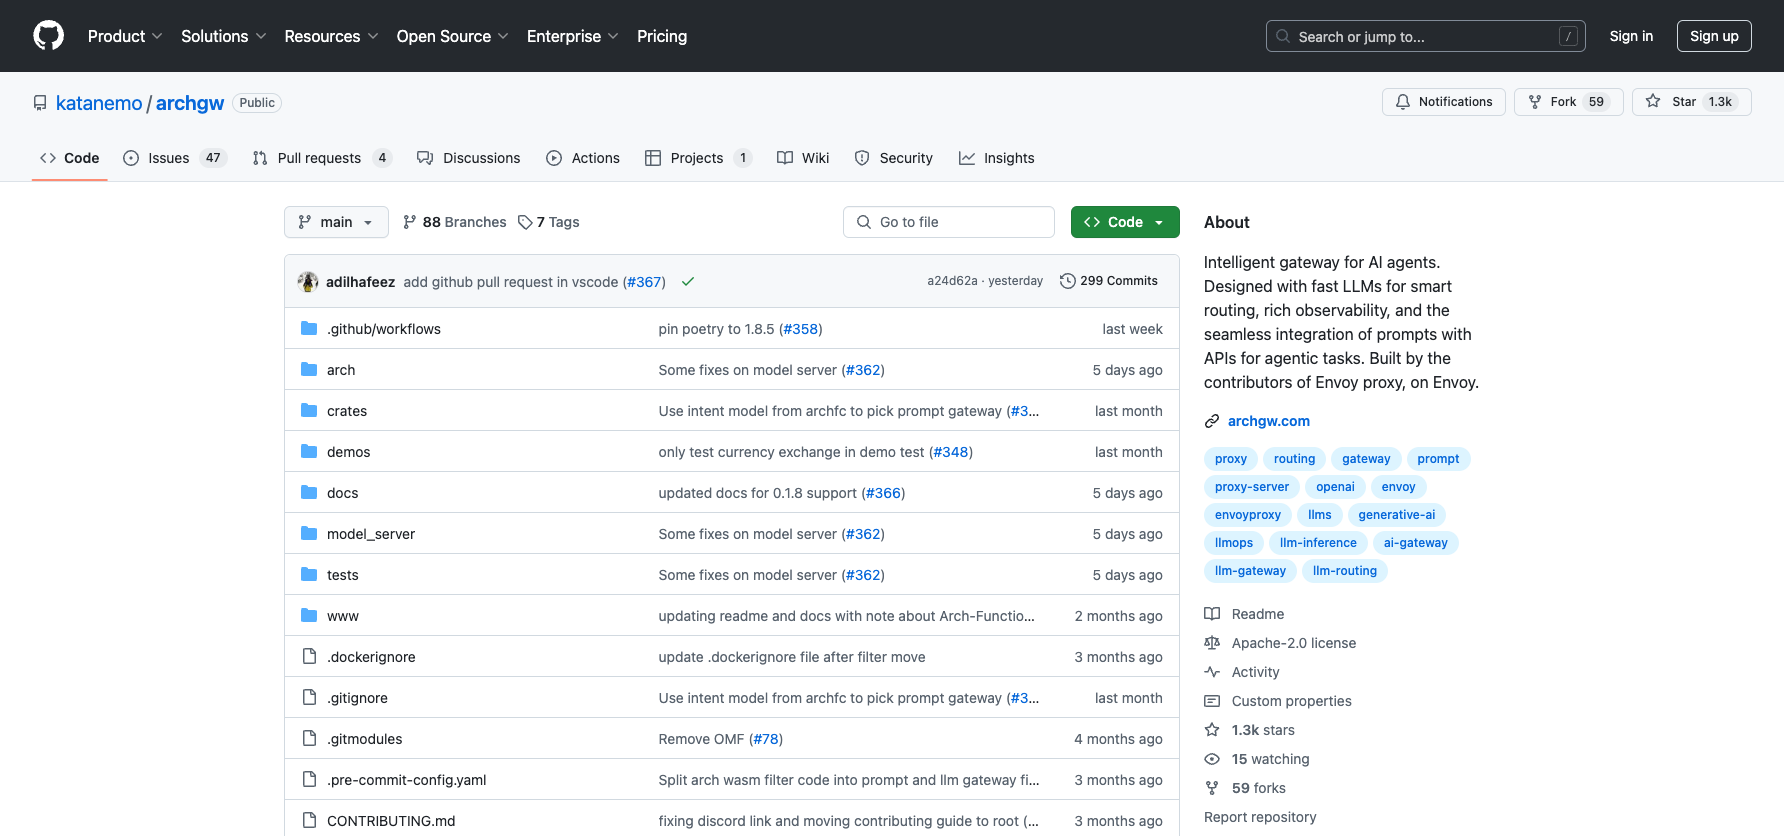 Product Solutions Resources Open Source Enterprise Pricing Search or jump to... / Sign in Sign up
katanemo / archgw Public Notifications Fork 59 Star 1.3k
Code Issues 47 Pull requests 4 Discussions Actions Projects 1 Wiki Security Insights
main 88 Branches 7 Tags Go to file Code
adilhafeez add github pull request in vscode (#367) a24d62a · yesterday 299 Commits
.github/workflows pin poetry to 1.8.5 (#358) last week
arch Some fixes on model server (#362) 5 days ago
crates Use intent model from archfc to pick prompt gateway (#3... last month
demos only test currency exchange in demo test (#348) last month
docs updated docs for 0.1.8 support (#366) 5 days ago
model_server Some fixes on model server (#362) 5 days ago
tests Some fixes on model server (#362) 5 days ago
www updating readme and docs with note about Arch-Functio... 2 months ago
.dockerignore update .dockerignore file after filter move 3 months ago
.gitignore Use intent model from archfc to pick prompt gateway (#3... last month
.gitmodules Remove OMF (#78) 4 months ago
.pre-commit-config.yaml Split arch wasm filter code into prompt and llm gateway fi... 3 months ago
CONTRIBUTING.md fixing discord link and moving contributing guide to root (... 3 months ago
About
Intelligent gateway for AI agents.
Designed with fast LLMs for smart
routing, rich observability, and the
seamless integration of prompts with
APIs for agentic tasks. Built by the
contributors of Envoy proxy, on Envoy.
archgw.com
proxy routing gateway prompt
proxy-server openai envoy
envoyproxy llms generative-ai
llmops llm-inference ai-gateway
llm-gateway llm-routing
Readme
Apache-2.0 license
Activity
Custom properties
1.3k stars
15 watching
59 forks
Report repository